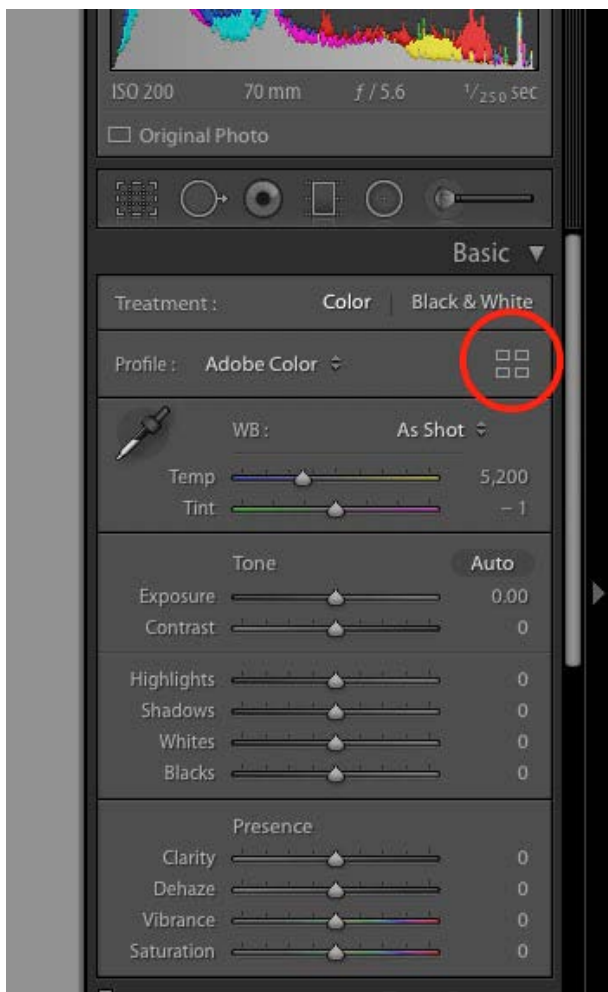 ISO 200 70 mm ƒ / 5.6 1/250 sec
Original Photo
Basic
Treatment : Color Black & White
Profile : Adobe Color
WB : As Shot
Temp 5,200
Tint – 1
Tone Auto
Exposure 0.00
Contrast 0
Highlights 0
Shadows 0
Whites 0
Blacks 0
Presence
Clarity 0
Dehaze 0
Vibrance 0
Saturation 0